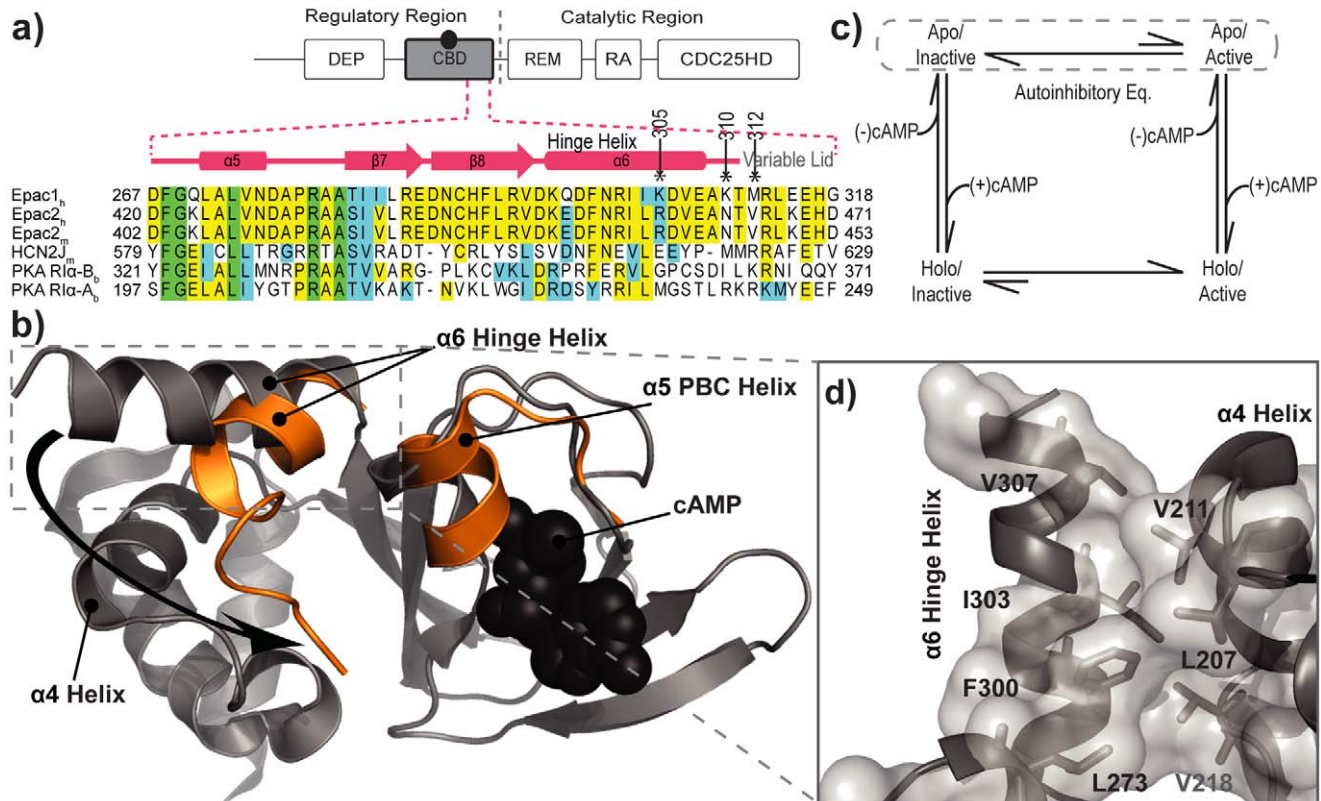 a)
Regulatory Region
Catalytic Region
DEP
CBD
REM
RA
CDC25HD
305
310
312
Hinge Helix
* * *
α5
β7
β8
α6
Variable Lid
Epac1h 267 DFGQLALVNDAPRAATIILREDNCHFLRVDKQDFNRIIKDVEAKTMRLEEHG 318
Epac2h 420 DFGKLALVNDAPRAASIVLREDNCHFLRVDKEDFNRILRDVEANTVRLKEHG 471
Epac2m 402 DFGKLALVNDAPRAASIVLREDNCHFLRVDKEDFNRILRDVEANTVRLKEHG 453
HCN2Jm 579 YFGEICLLTRGRRTASVRADT-YCRLYSLSVDNFNEVLEEYP-MMRRAFETV 629
PKA RIα-Bb 321 YFGEIALLMNRPRAATVVARG-PLKCVKLDRPRFERVLGPCSDILKRNIQQY 371
PKA RIα-Ab 197 SFGELALIYGTPRAATVKAKT-NVKLWGIDRDSYRRILMGSTLRKRKMYEEF 249
c)
Apo/
Inactive
Apo/
Active
Autoinhibitory Eq.
(-)cAMP
(-)cAMP
(+)cAMP
(+)cAMP
Holo/
Inactive
Holo/
Active
b)
α6 Hinge Helix
α5 PBC Helix
cAMP
α4 Helix
d)
α4 Helix
α6 Hinge Helix
V307
V211
I303
L207
F300
L273
V218